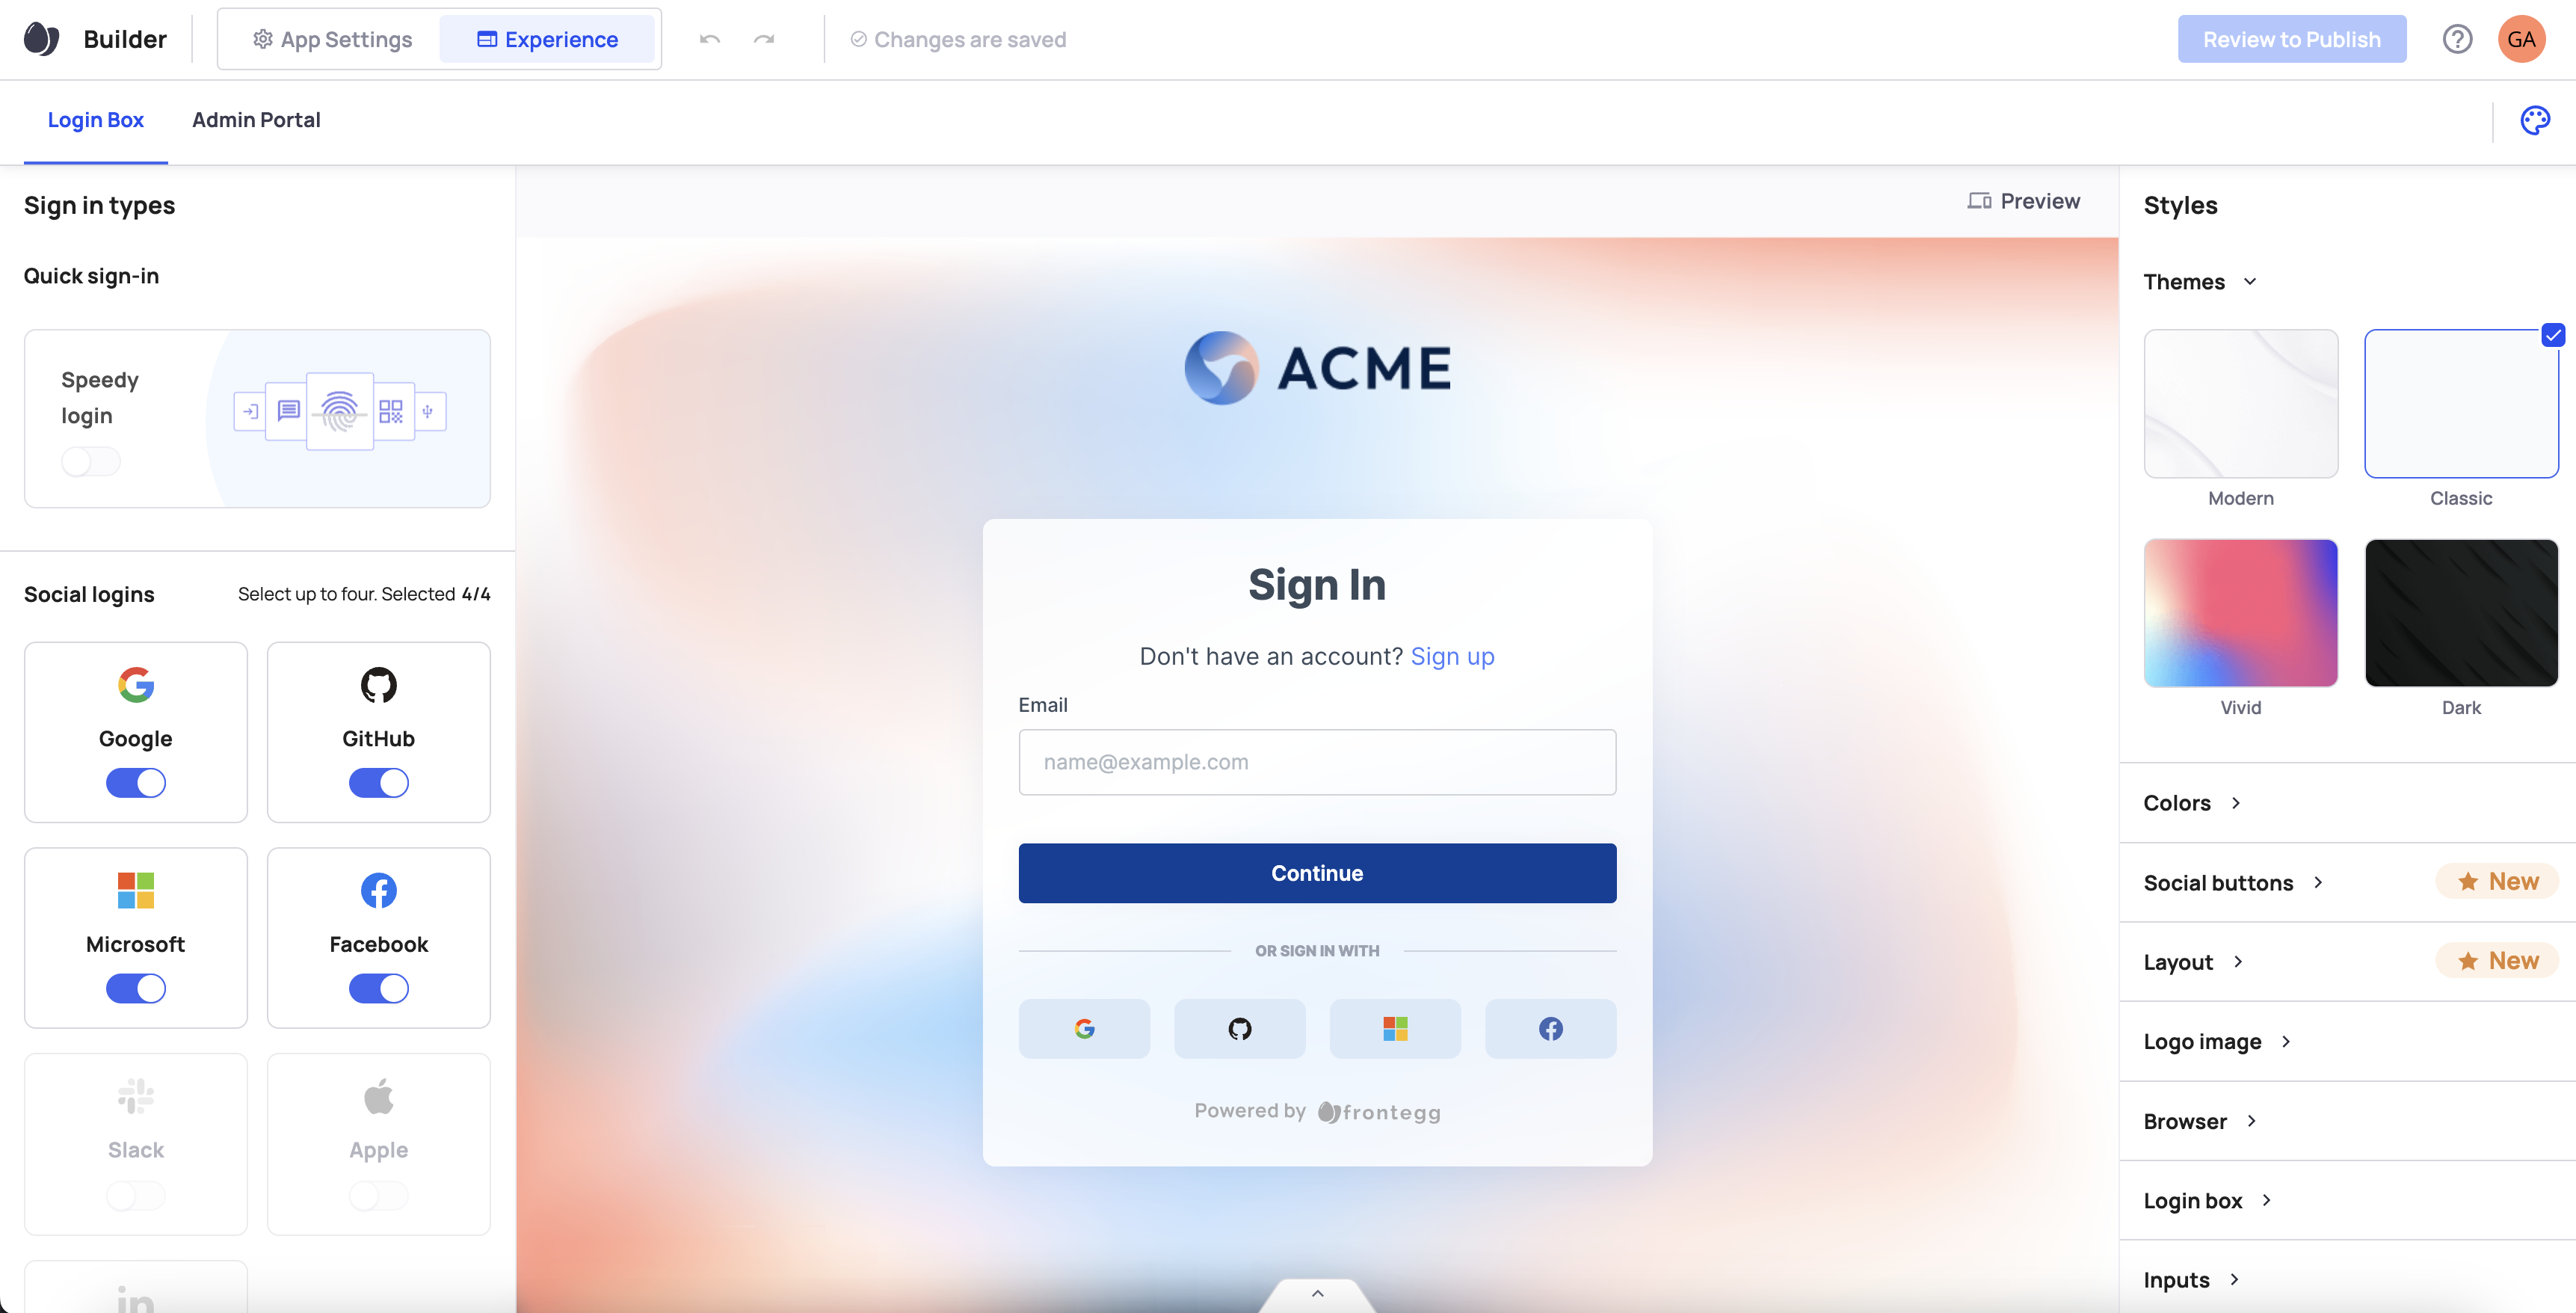 Builder
App Settings
Experience
Changes are saved
Review to Publish
?
GA
Login Box
Admin Portal
Sign in types
Quick sign-in
Speedy
login
Social logins
Select up to four. Selected 4/4
Google
GitHub
Microsoft
Facebook
Slack
Apple
in
Preview
ACME
Sign In
Don't have an account? Sign up
Email
name@example.com
Continue
OR SIGN IN WITH
Powered by frontegg
Styles
Themes
Modern
Classic
Vivid
Dark
Colors
Social buttons
New
Layout
New
Logo image
Browser
Login box
Inputs